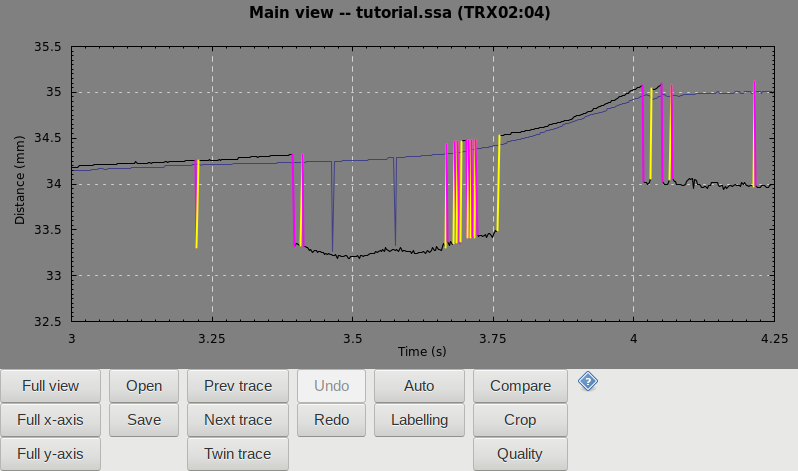 Main view -- tutorial.ssa (TRX02:04)
35.5
35
34.5
34
33.5
33
32.5
Distance (mm)
3
3.25
3.5
3.75
4
4.25
Time (s)
Full view
Open
Prev trace
Undo
Auto
Compare
?
Full x-axis
Save
Next trace
Redo
Labelling
Crop
Full y-axis
Twin trace
Quality